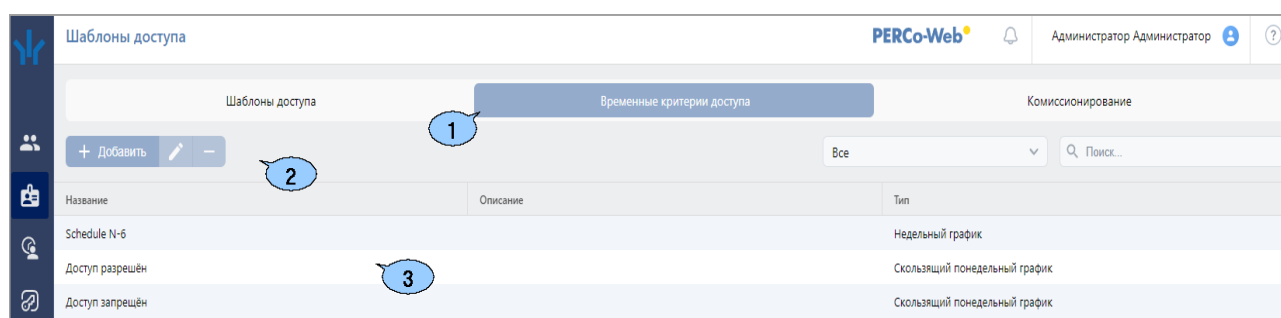 Шаблоны доступа PERCo-Web Администратор Администратор ?
Шаблоны доступа Временные критерии доступа Комиссионирование
1
+ Добавить Все Поиск...
2
Название Описание Тип
Schedule N-6 Недельный график
Доступ разрешён Скользящий понедельный график
3
Доступ запрещён Скользящий понедельный график